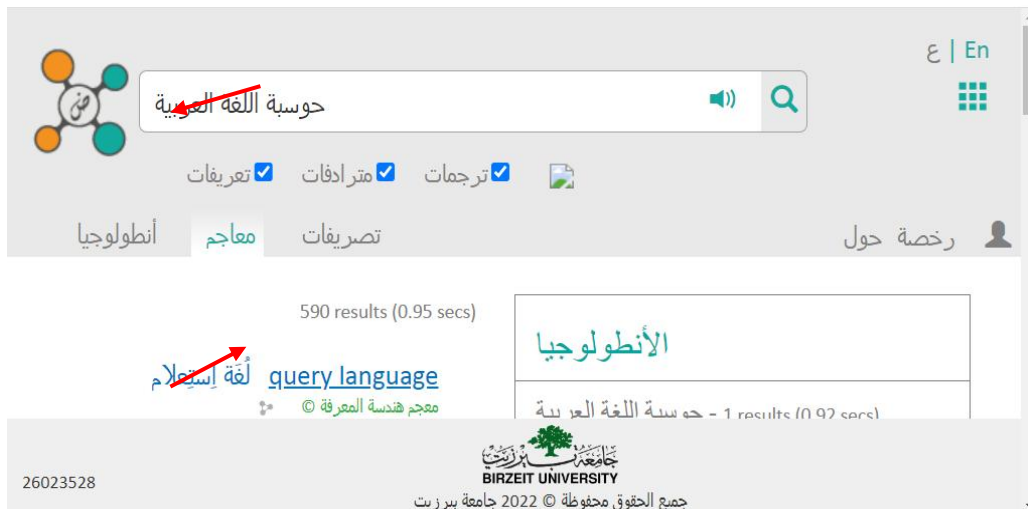 En | ع
حوسبة اللغة العربية
تعريفات مترادفات ترجمات
أنطولوجيا معاجم تصريفات رخصة حول
590 results (0.95 secs)
query language لُغَة اِستِعلام
معجم هندسة المعرفة ©
الأنطولوجيا
حوسبة اللغة العربية - 1 results (0.92 secs)
جَامِعَة بيرزيت
BIRZEIT UNIVERSITY
جميع الحقوق محفوظة © 2022 جامعة بيرزيت
26023528